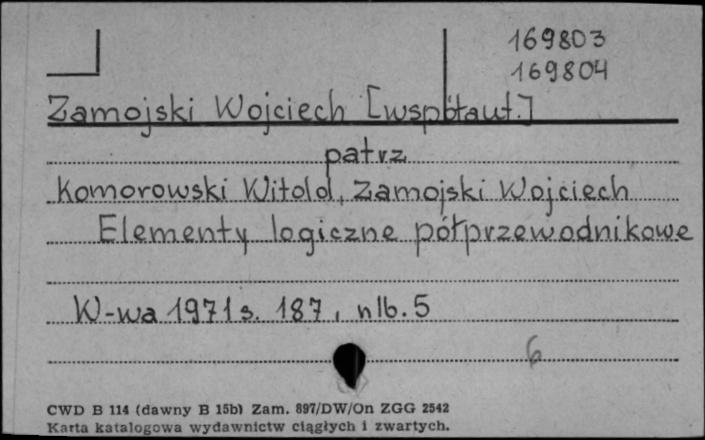 169803
169804
Zamojski Wojciech [współaut.]
patrz
Komorowski Witold, Zamojski Wojciech
Elementy logiczne półprzewodnikowe
W-wa 1971 s. 187, nlb. 5
6
CWD B 114 (dawny B 15b) Zam. 897/DW/On ZGG 2542
Karta katalogowa wydawnictw ciągłych i zwartych.